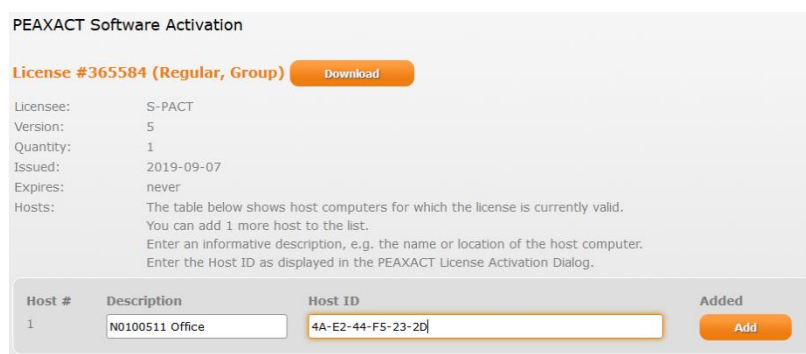 PEAXACT Software Activation
License #365584 (Regular, Group) Download
Licensee: S-PACT
Version: 5
Quantity: 1
Issued: 2019-09-07
Expires: never
Hosts: The table below shows host computers for which the license is currently valid.
You can add 1 more host to the list.
Enter an informative description, e.g. the name or location of the host computer.
Enter the Host ID as displayed in the PEAXACT License Activation Dialog.
Host # Description Host ID Added
1 N0100511 Office 4A-E2-44-F5-23-2D Add